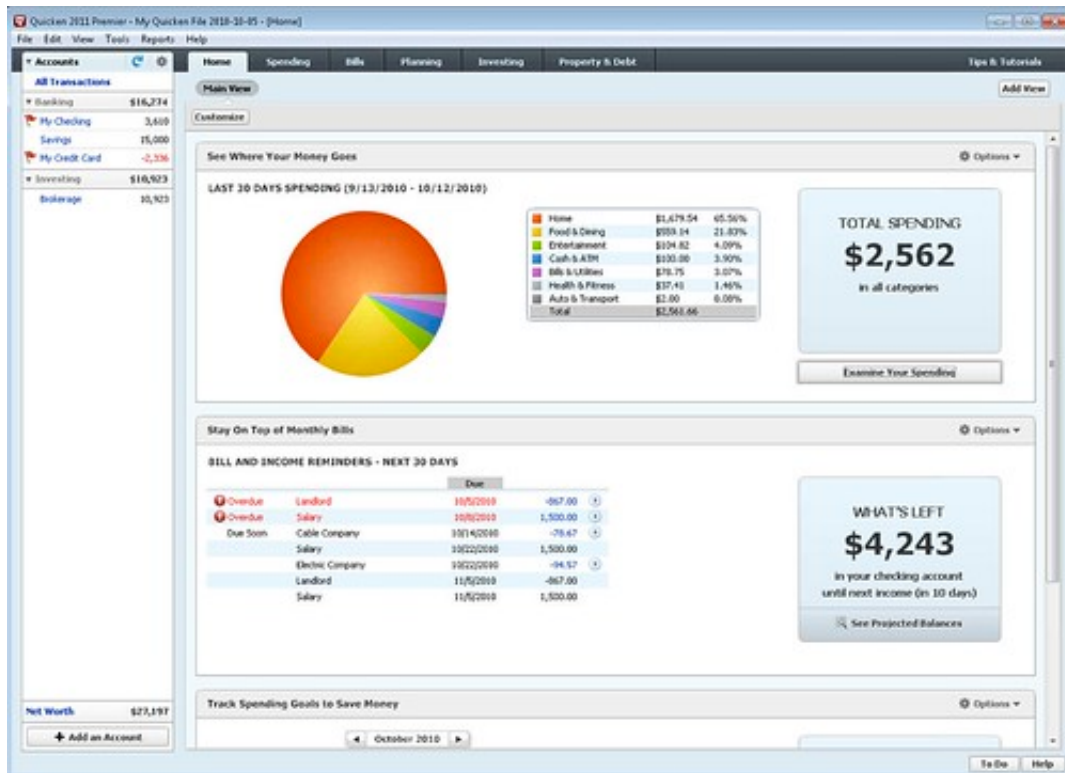 Quicken 2011 Premier - My Quicken File 2010-10-05 - [Home]
File Edit View Tools Reports Help
Accounts
Home Spending Bills Planning Investing Property & Debt Tips & Tutorials
All Transactions
Main View Add View
Banking $16,274
My Checking 3,610
Customize
Savings 15,000
My Credit Card -2,336
Investing $10,923
Brokerage 10,923
See Where Your Money Goes Options
LAST 30 DAYS SPENDING (9/13/2010 - 10/12/2010)
Home $1,679.54 65.56%
Food & Dining $559.14 21.83%
Entertainment $104.82 4.09%
Cash & ATM $100.00 3.90%
Bills & Utilities $78.75 3.07%
Health & Fitness $37.41 1.46%
Auto & Transport $2.00 0.08%
Total $2,561.66
TOTAL SPENDING
$2,562
in all categories
Examine Your Spending
Stay On Top of Monthly Bills Options
BILL AND INCOME REMINDERS - NEXT 30 DAYS
Due
Overdue Landlord 10/5/2010 -867.00
Overdue Salary 10/8/2010 1,500.00
Due Soon Cable Company 10/14/2010 -78.67
Salary 10/22/2010 1,500.00
Electric Company 10/22/2010 -94.57
Landlord 11/5/2010 -867.00
Salary 11/5/2010 1,500.00
WHAT'S LEFT
$4,243
in your checking account
until next income (in 10 days)
See Projected Balances
Track Spending Goals to Save Money Options
October 2010
Net Worth $27,197
Add an Account
To Do Help